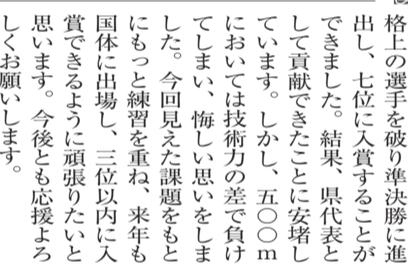 格上の選手を破り準決勝に進
出し、七位に入賞することが
できました。結果、県代表と
して貢献できたことに安堵し
ています。しかし、五〇〇ｍ
においては技術力の差で負け
てしまい、悔しい思いをしま
した。今回見えた課題をもと
にもっと練習を重ね、来年も
国体に出場し、三位以内に入
賞できるように頑張りたいと
思います。今後とも応援よろ
しくお願いします。